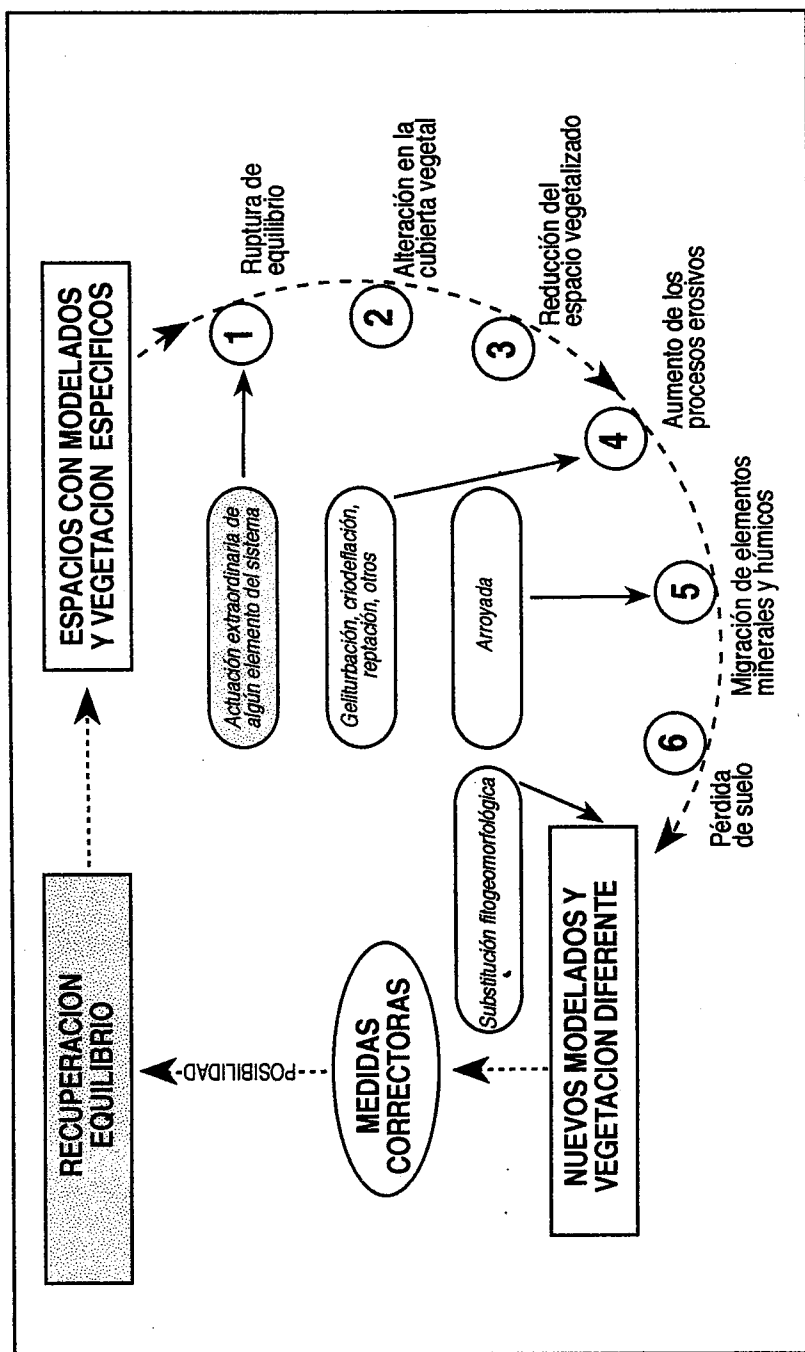 RECUPERACION
EQUILIBRIO
ESPACIOS CON MODELADOS
Y VEGETACION ESPECIFICOS
POSIBILIDAD
MEDIDAS
CORRECTORAS
Actuación extraordinaria de
algún elemento del sistema
1
Ruptura de
equilibrio
2
Alteración en la
cubierta vegetal
Geliturbación, criodeflación,
reptación, otros
3
Reducción del
espacio vegetalizado
4
Aumento de los
procesos erosivos
Arroyada
5
Migración de elementos
minerales y húmicos
6
Pérdida
de suelo
Substitución fitogeomorfológica
NUEVOS MODELADOS Y
VEGETACION DIFERENTE